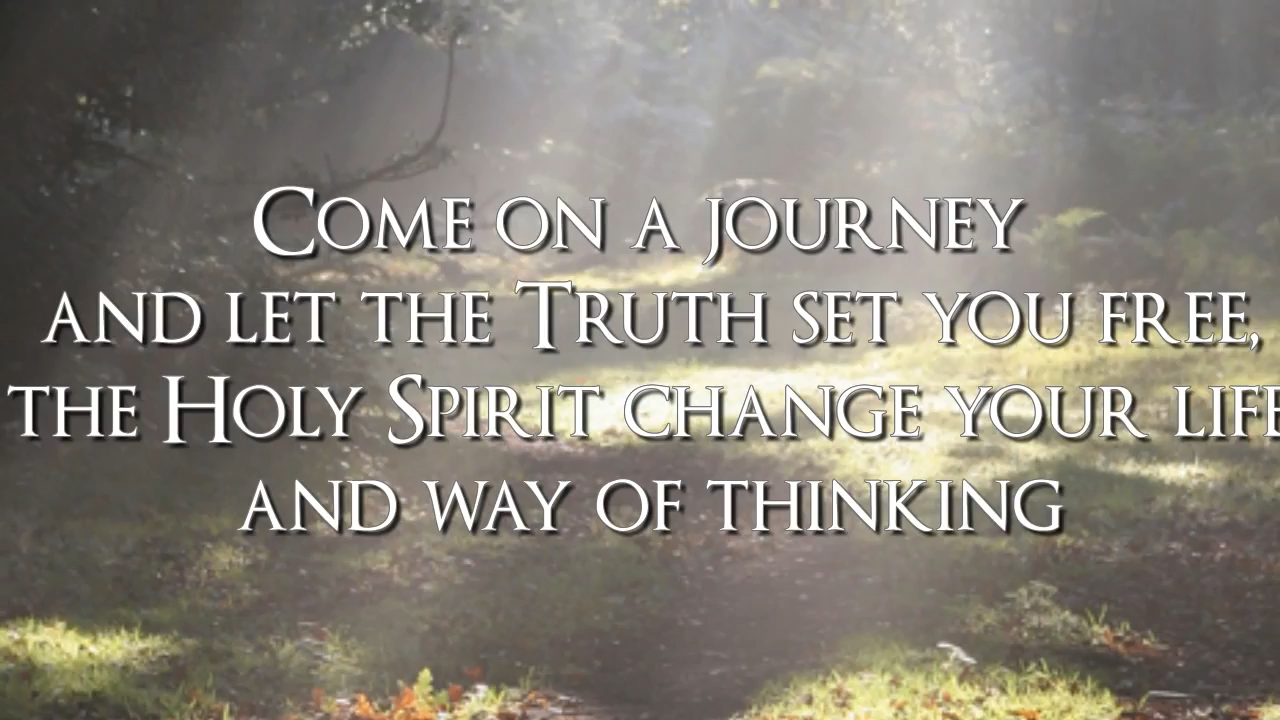 Come on a journey
and let the Truth set you free,
the Holy Spirit change your life
and way of thinking